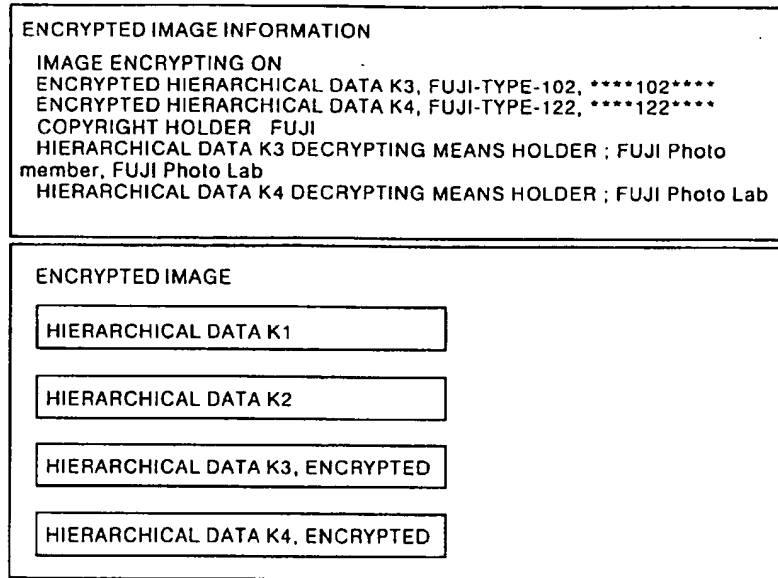 ENCRYPTED IMAGE INFORMATION
IMAGE ENCRYPTING ON
ENCRYPTED HIERARCHICAL DATA K3, FUJI-TYPE-102, ****102****
ENCRYPTED HIERARCHICAL DATA K4, FUJI-TYPE-122, ****122****
COPYRIGHT HOLDER FUJI
HIERARCHICAL DATA K3 DECRYPTING MEANS HOLDER ; FUJI Photo
member, FUJI Photo Lab
HIERARCHICAL DATA K4 DECRYPTING MEANS HOLDER ; FUJI Photo Lab
ENCRYPTED IMAGE
HIERARCHICAL DATA K1
HIERARCHICAL DATA K2
HIERARCHICAL DATA K3, ENCRYPTED
HIERARCHICAL DATA K4, ENCRYPTED